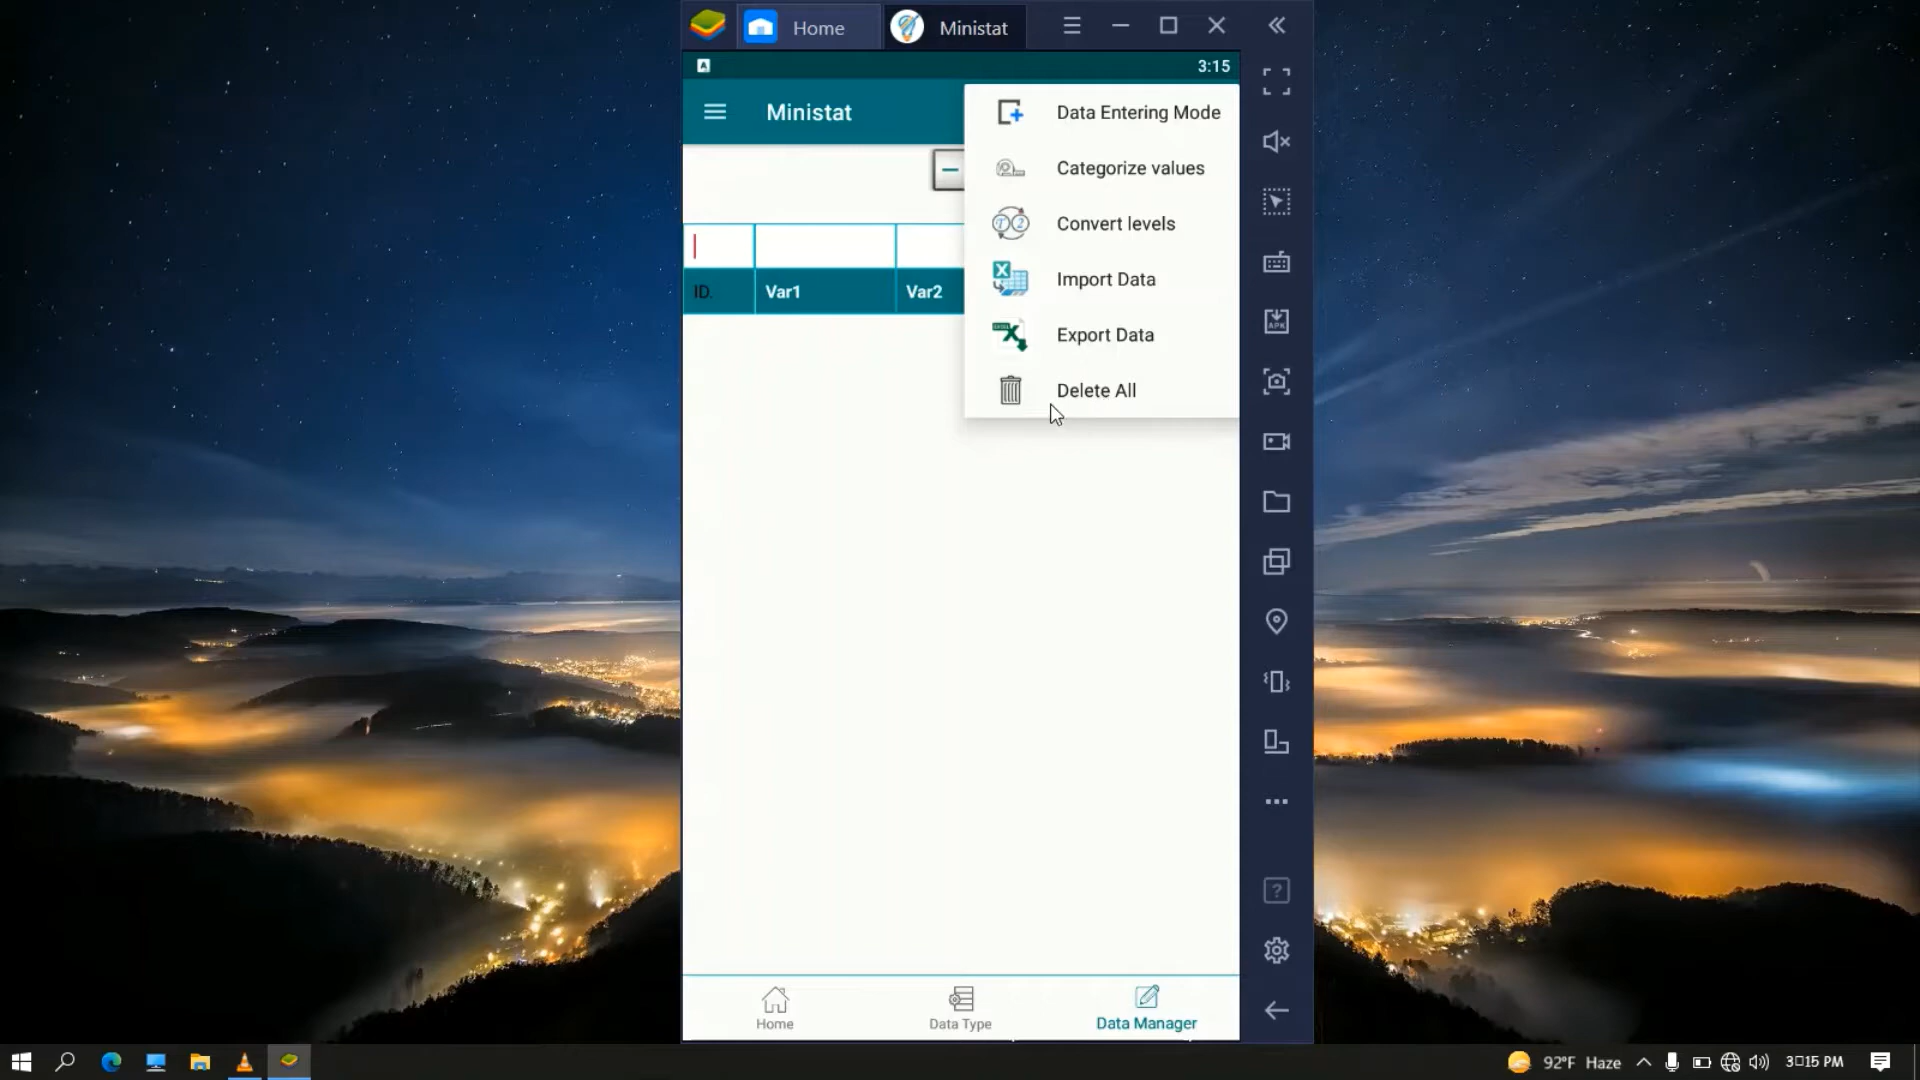 Home
Ministat
3:15
Ministat
Data Entering Mode
Categorize values
Convert levels
Import Data
Export Data
Delete All
ID.
Var1
Var2
Home
Data Type
Data Manager
92°F Haze
3□15 PM